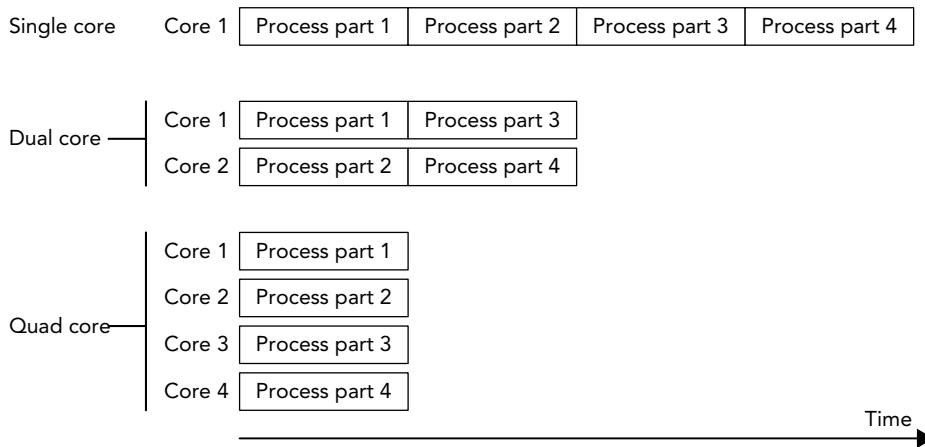 Single core Core 1 Process part 1 Process part 2 Process part 3 Process part 4
Core 1 Process part 1 Process part 3
Dual core
Core 2 Process part 2 Process part 4
Core 1 Process part 1
Core 2 Process part 2
Quad core
Core 3 Process part 3
Core 4 Process part 4
Time